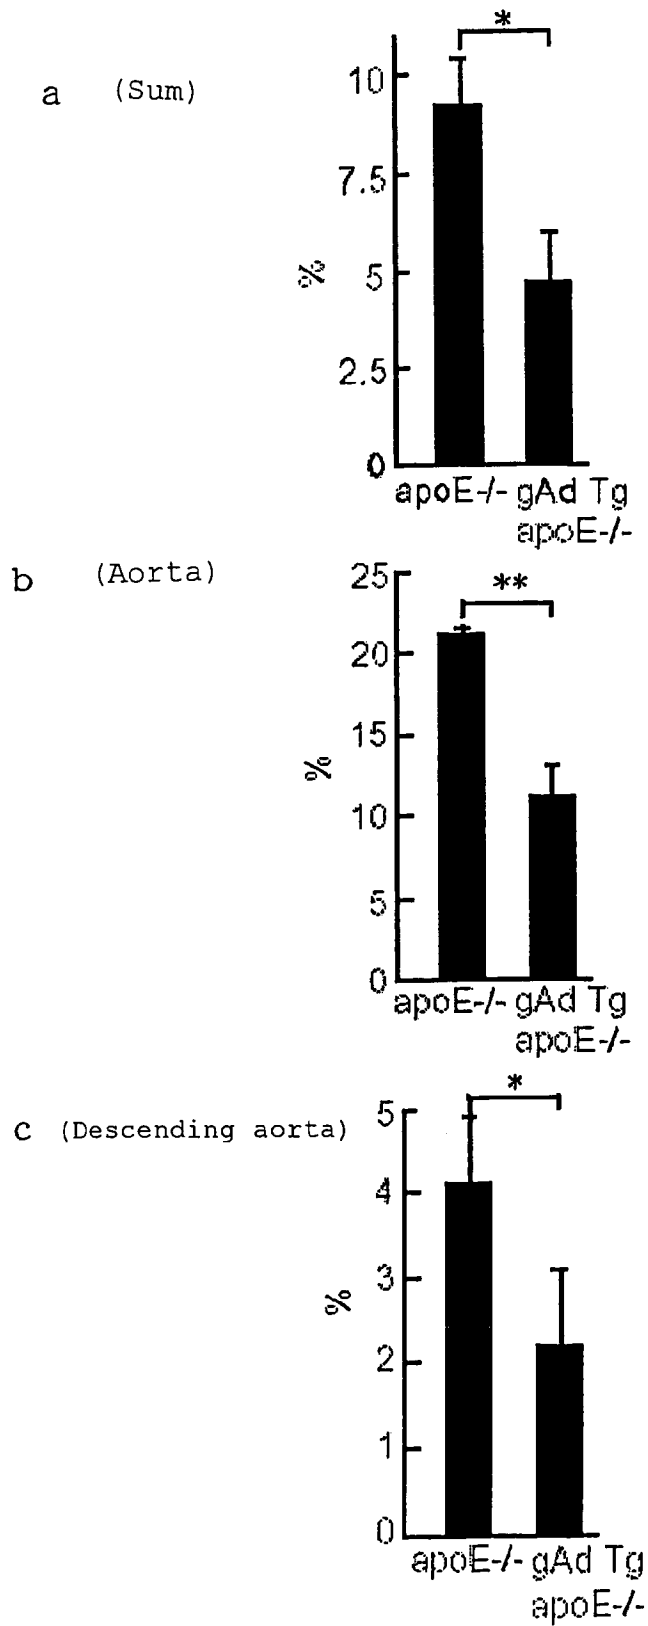 a (Sum)
*
10
7.5
5
2.5
0
%
apoE-/- gAd Tg
apoE-/-
b (Aorta)
**
25
20
15
10
5
0
%
apoE-/- gAd Tg
apoE-/-
c (Descending aorta)
*
5
4
3
2
1
0
%
apoE-/- gAd Tg
apoE-/-